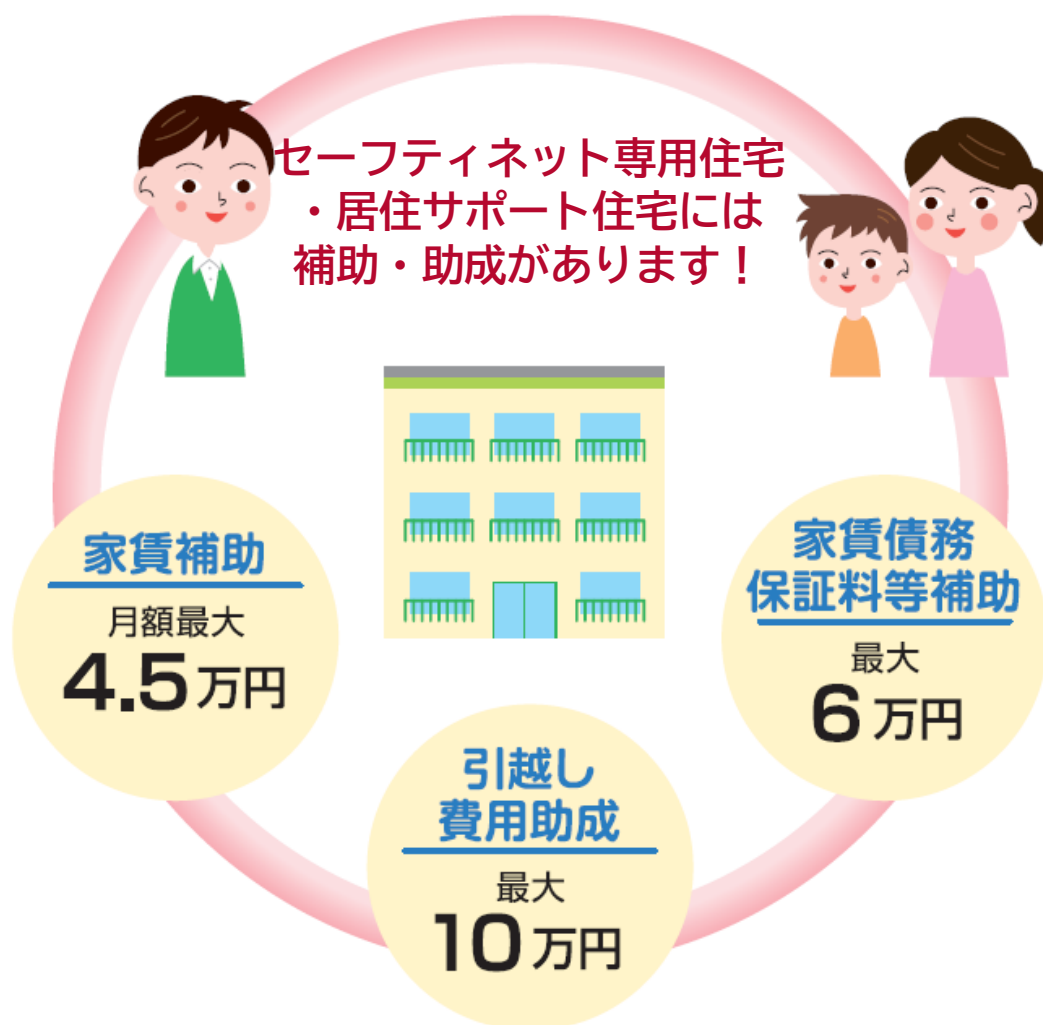 セーフティネット専用住宅
・居住サポート住宅には
補助・助成があります！
家賃補助
月額最大
4.5万円
家賃債務
保証料等補助
最大
6万円
引越し
費用助成
最大
10万円